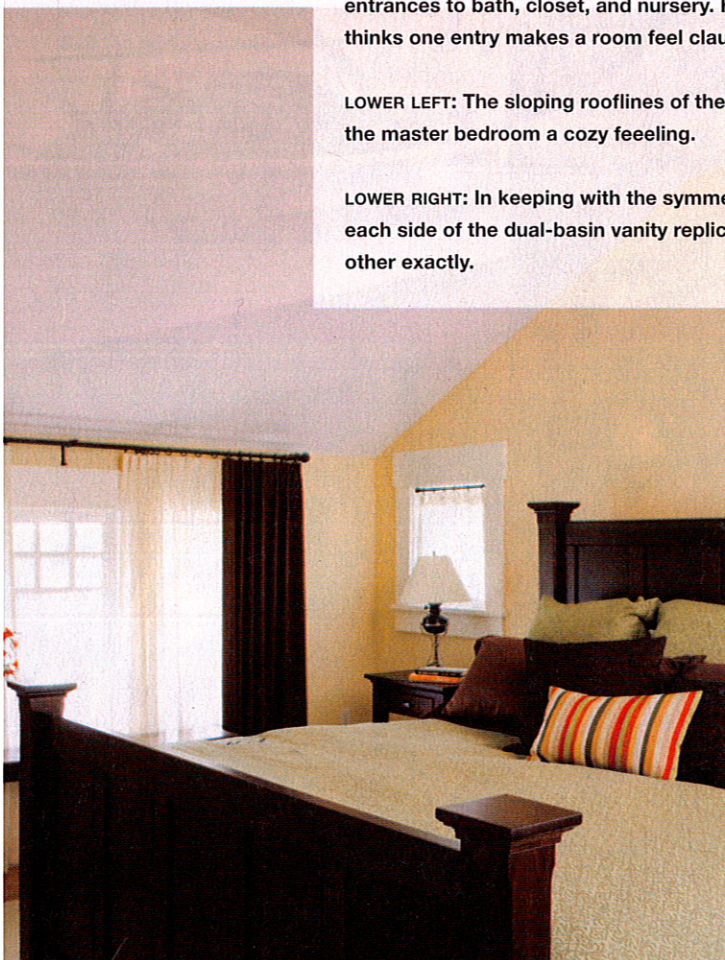 entrances to bath, closet, and nursery.
thinks one entry makes a room feel clau
LOWER LEFT: The sloping rooflines of the
the master bedroom a cozy feeeling.
LOWER RIGHT: In keeping with the symme
each side of the dual-basin vanity replic
other exactly.